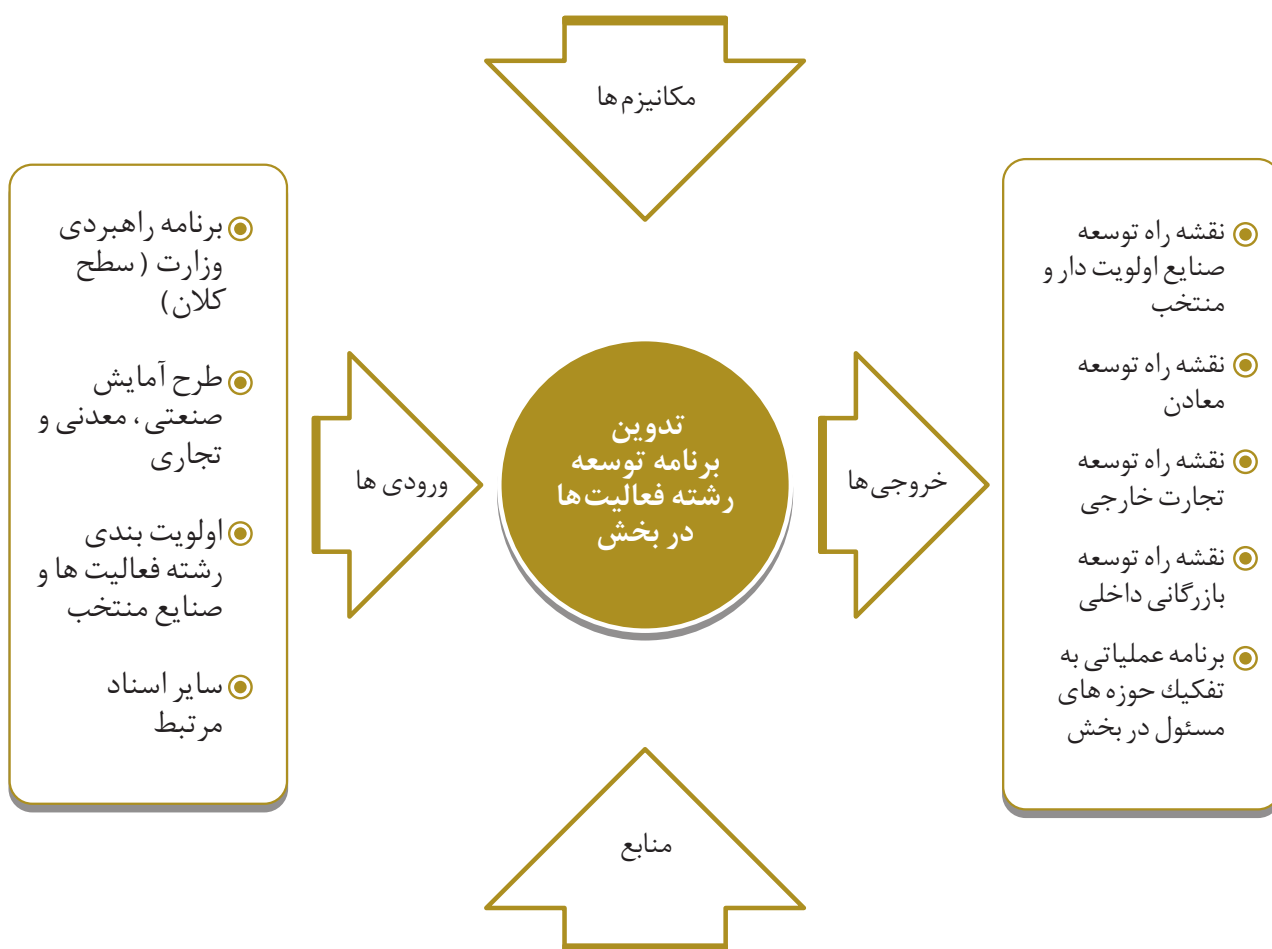 مکانیزم‌ها
نقشه راه توسعه
صنایع اولویت دار و
منتخب
نقشه راه توسعه
معادن
نقشه راه توسعه
تجارت خارجی
نقشه راه توسعه
بازرگانی داخلی
برنامه عملیاتی به
تفکیك حوزه های
مسئول در بخش
خروجی‌ها
تدوین
برنامه توسعه
رشته فعالیت‌ها
در بخش
ورودی ها
برنامه راهبردی
وزارت (سطح
کلان)
طرح آمایش
صنعتی، معدنی و
تجاری
اولویت بندی
رشته فعالیت ها و
صنایع منتخب
سایر اسناد
مرتبط
منابع